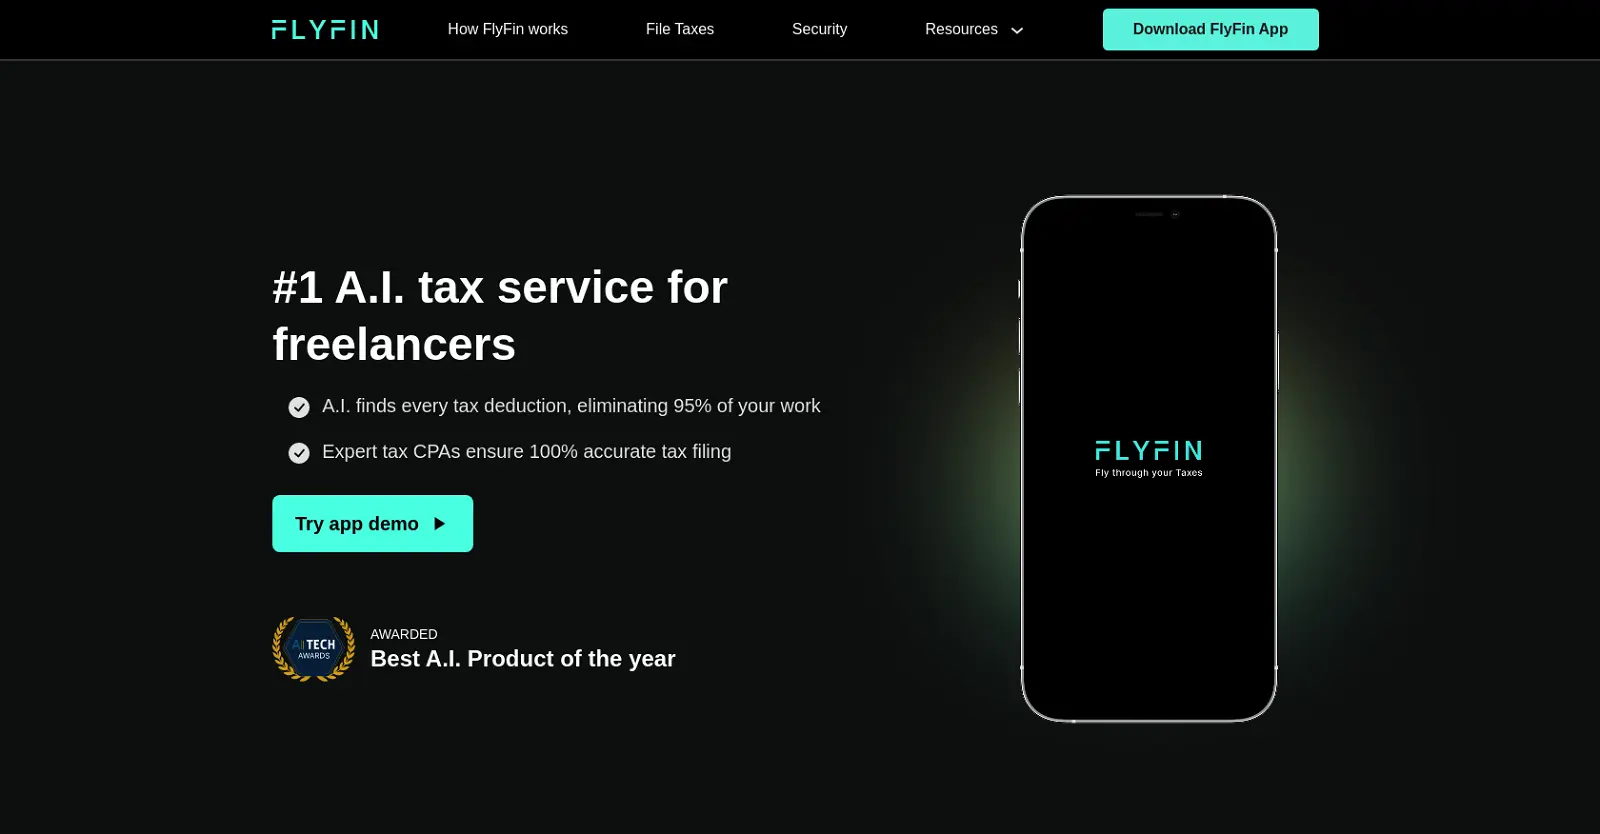 FLYFIN
How FlyFin works
File Taxes
Security
Resources
Download FlyFin App
#1 A.I. tax service for
freelancers
A.I. finds every tax deduction, eliminating 95% of your work
Expert tax CPAs ensure 100% accurate tax filing
Try app demo
AI TECH
AWARDS
AWARDED
Best A.I. Product of the year
FLYFIN
Fly through your Taxes